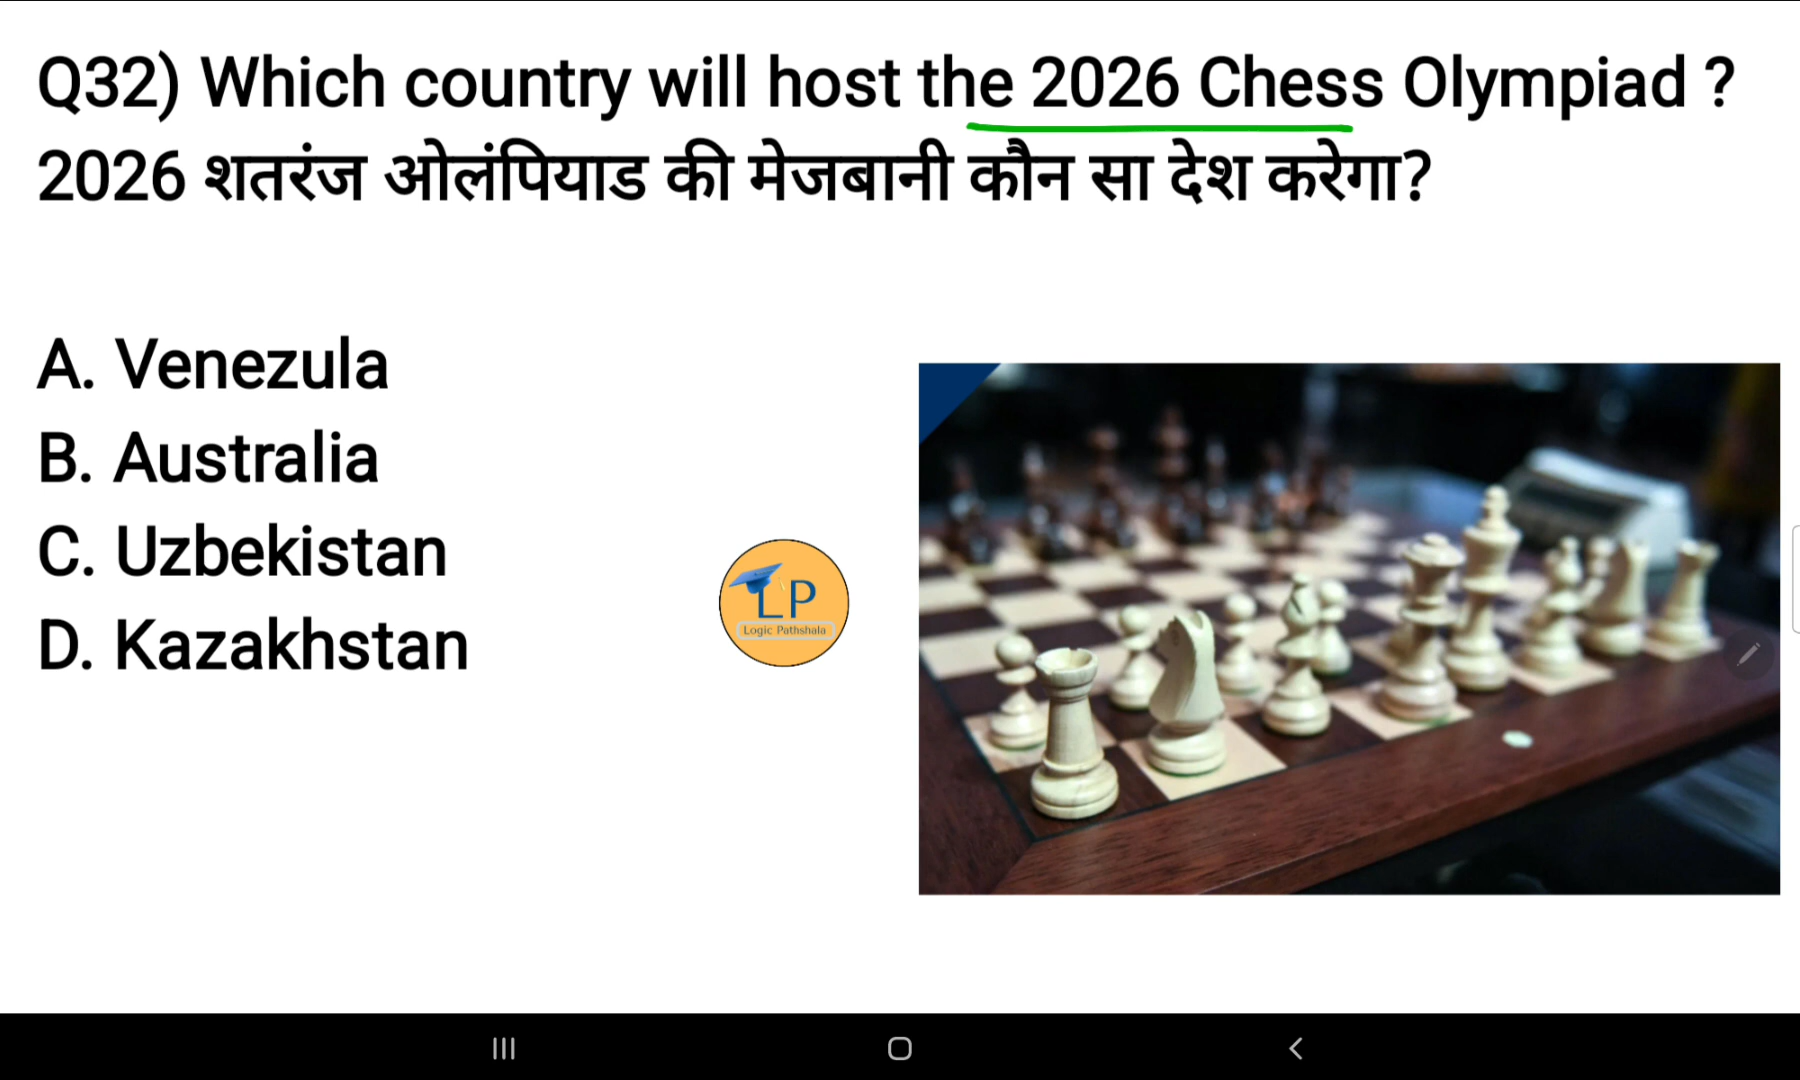 Q32) Which country will host the 2026 Chess Olympiad ?
2026 शतरंज ओलंपियाड की मेजबानी कौन सा देश करेगा?
A. Venezula
B. Australia
C. Uzbekistan
D. Kazakhstan
LP
Logic Pathshala